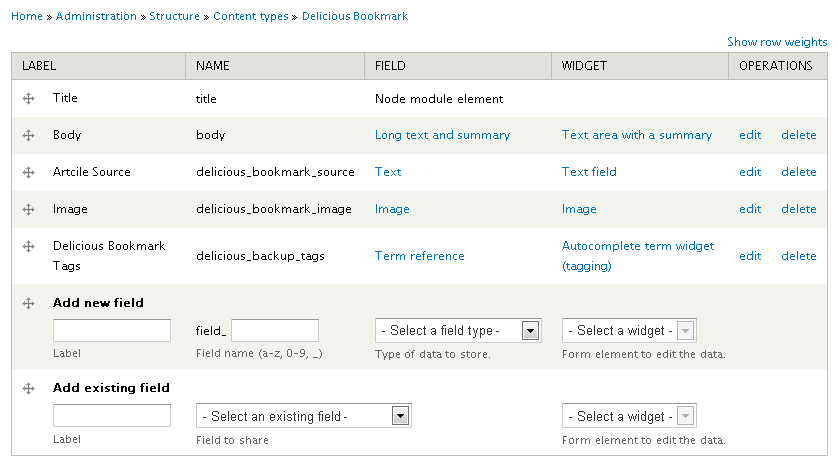 Home » Administration » Structure » Content types » Delicious Bookmark
Show row weights
LABEL NAME FIELD WIDGET OPERATIONS
Title title Node module element
Body body Long text and summary Text area with a summary edit delete
Artcile Source delicious_bookmark_source Text Text field edit delete
Image delicious_bookmark_image Image Image edit delete
Delicious Bookmark Tags delicious_backup_tags Term reference Autocomplete term widget (tagging) edit delete
Add new field
field_ - Select a field type - - Select a widget -
Label Field name (a-z, 0-9, _) Type of data to store. Form element to edit the data.
Add existing field
- Select an existing field - - Select a widget -
Label Field to share Form element to edit the data.